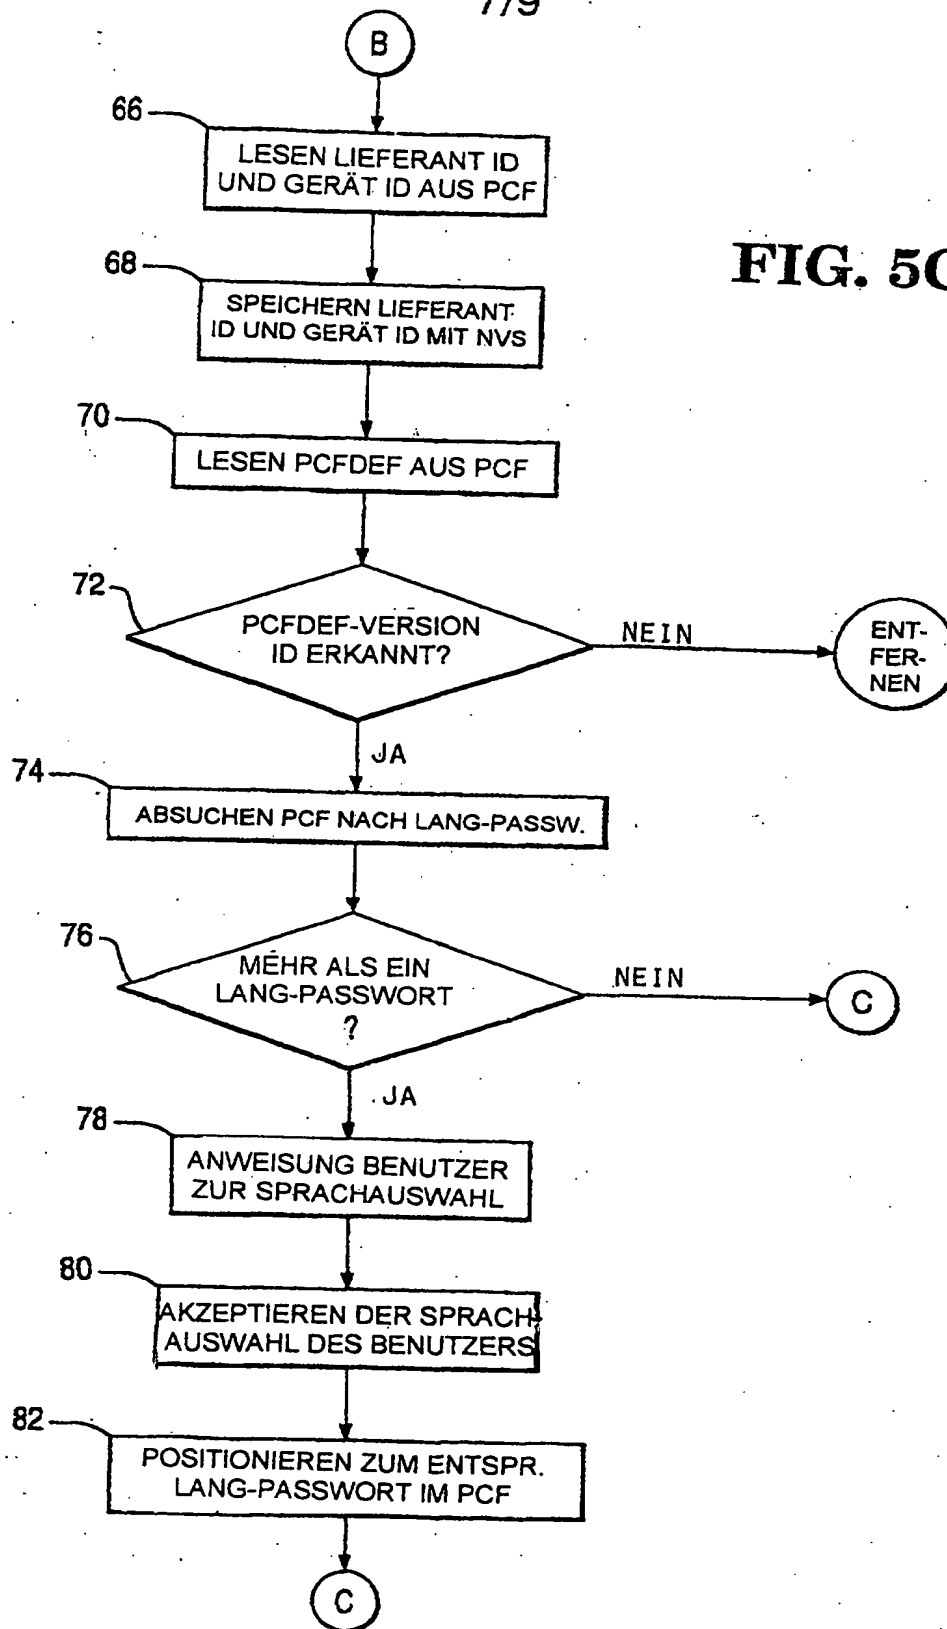 7/9
B
66
LESEN LIEFERANT ID
UND GERÄT ID AUS PCF
FIG. 5C
68
SPEICHERN LIEFERANT
ID UND GERÄT ID MIT NVS
70
LESEN PCFDEF AUS PCF
72
PCFDEF-VERSION
ID ERKANNT?
NEIN
ENT-
FER-
NEN
JA
74
ABSUCHEN PCF NACH LANG-PASSW.
76
MEHR ALS EIN
LANG-PASSWORT
?
NEIN
C
JA
78
ANWEISUNG BENUTZER
ZUR SPRACHAUSWAHL
80
AKZEPTIEREN DER SPRACH-
AUSWAHL DES BENUTZERS
82
POSITIONIEREN ZUM ENTSPR.
LANG-PASSWORT IM PCF
C